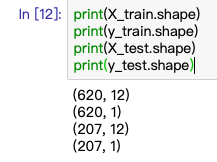 In [12]:
print(X_train.shape)
print(y_train.shape)
print(X_test.shape)
print(y_test.shape)
(620, 12)
(620, 1)
(207, 12)
(207, 1)